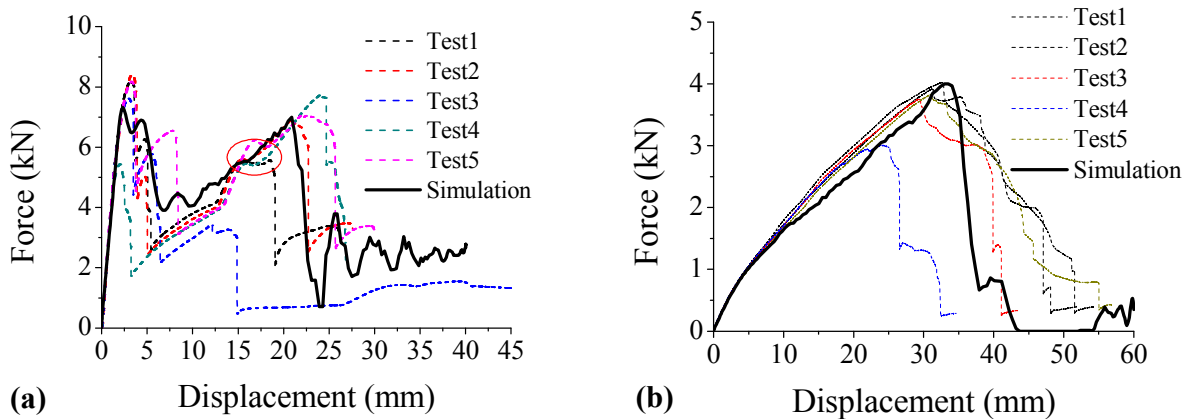 10
8
6
4
2
0
Force (kN)
0 5 10 15 20 25 30 35 40 45
Displacement (mm)
Test1
Test2
Test3
Test4
Test5
Simulation
(a)
5
4
3
2
1
0
Force (kN)
0 10 20 30 40 50 60
Displacement (mm)
Test1
Test2
Test3
Test4
Test5
Simulation
(b)